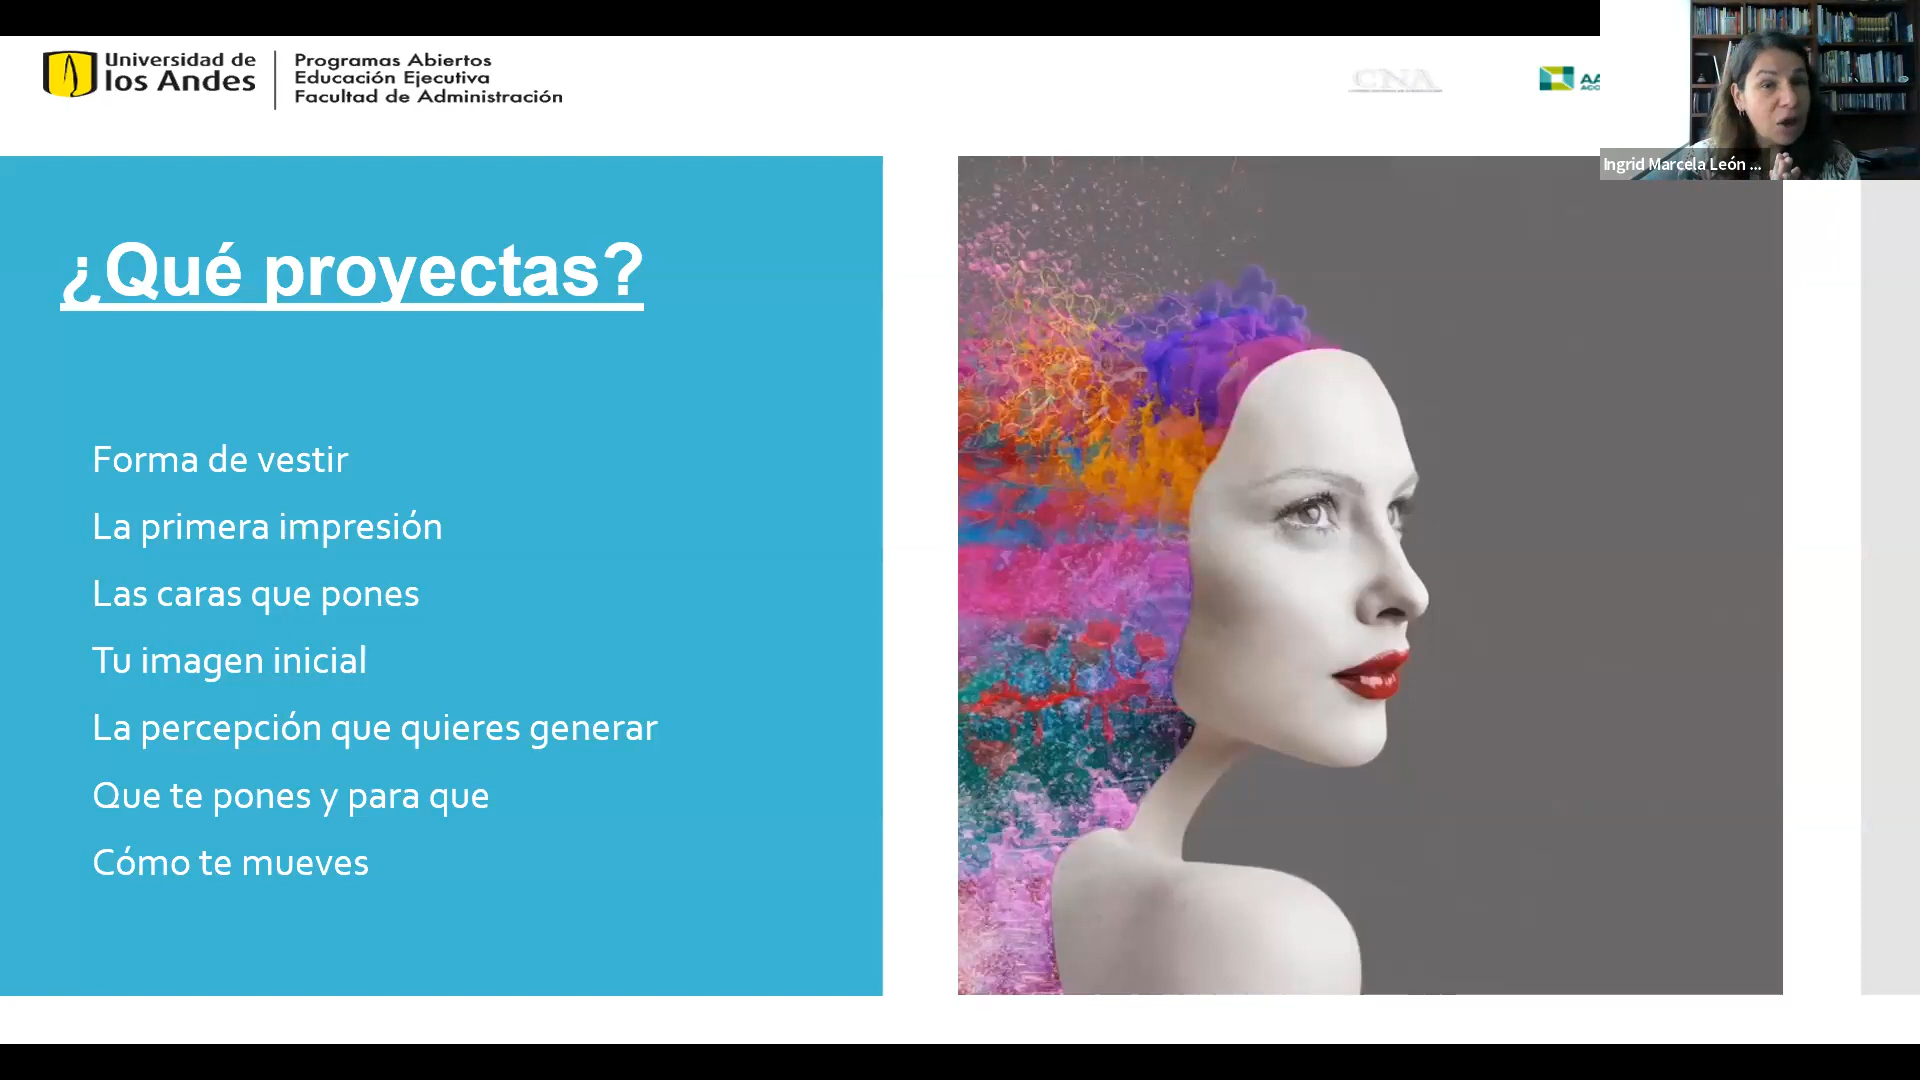 Universidad de
los Andes
Programas Abiertos
Educación Ejecutiva
Facultad de Administración
CNA
Ingrid Marcela León ...
¿Qué proyectas?
Forma de vestir
La primera impresión
Las caras que pones
Tu imagen inicial
La percepción que quieres generar
Que te pones y para que
Cómo te mueves